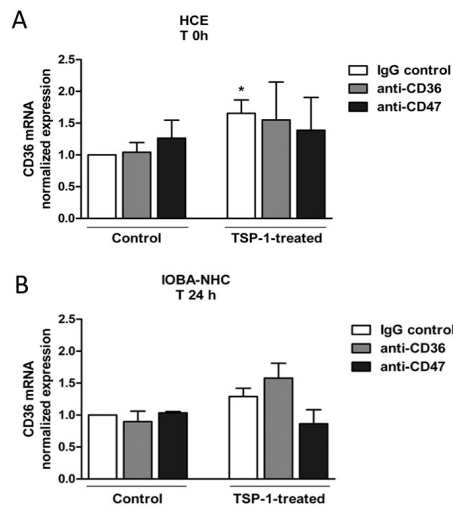 A
HCE
T 0h
CD36 mRNA
normalized expression
2.5
2.0
1.5
1.0
0.5
0.0
*
IgG control
anti-CD36
anti-CD47
Control
TSP-1-treated
B
IOBA-NHC
T 24 h
CD36 mRNA
normalized expression
2.5
2.0
1.5
1.0
0.5
0.0
IgG control
anti-CD36
anti-CD47
Control
TSP-1-treated